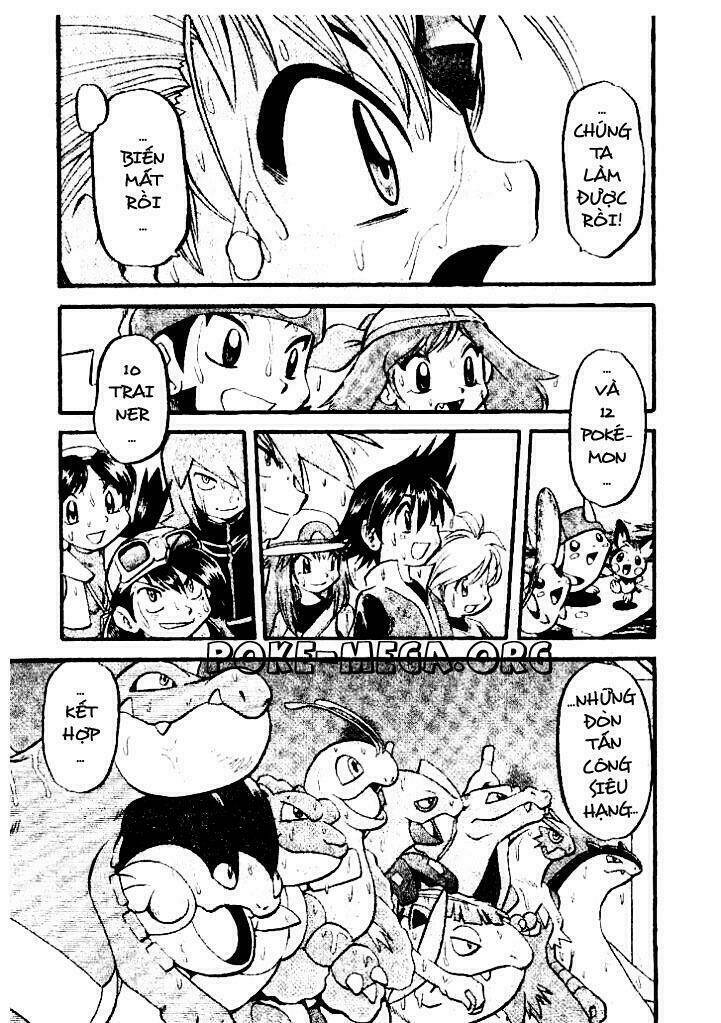 ...
CHÚNG
TA
LÀM
ĐƯỢC
RỒI!
...
BIẾN
MẤT
RỒI
...
...
VÀ
12
POKÉ-
MON
...
...
10
TRAI
NER
...
...NHỮNG
ĐÒN
TẤN
CÔNG
SIÊU
HẠNG...
...
KẾT
HỢP
...
POKE-MEGA.ORG